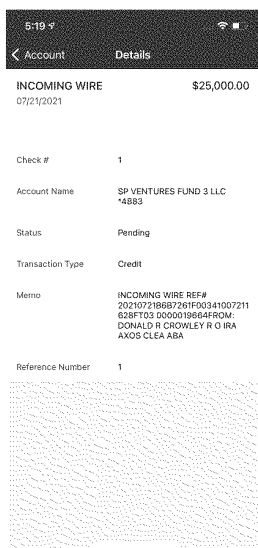 5:19
Account Details
INCOMING WIRE $25,000.00
07/21/2021
Check # 1
Account Name SP VENTURES FUND 3 LLC
*4883
Status Pending
Transaction Type Credit
Memo INCOMING WIRE REF#
20210721B6B7261F00341007211
628FT03 0000019664FROM:
DONALD R CROWLEY R O IRA
AXOS CLEA ABA
Reference Number 1